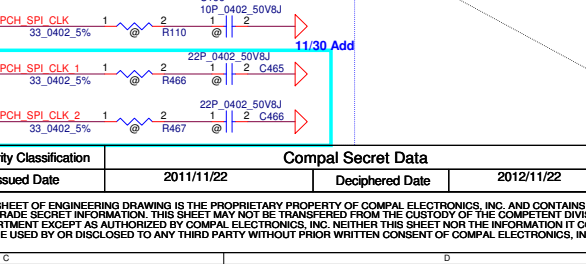 10P_0402_50V8J
PCH_SPI_CLK 1 2 1 2
33_0402_5% @ R110 @
11/30 Add
22P_0402_50V8J
PCH_SPI_CLK_1 1 2 1 2 C465
33_0402_5% @ R466 @
22P_0402_50V8J
PCH_SPI_CLK_2 1 2 1 2 C466
33_0402_5% @ R467 @
rity Classification Compal Secret Data
ssued Date 2011/11/22 Deciphered Date 2012/11/22
SHEET OF ENGINEERING DRAWING IS THE PROPRIETARY PROPERTY OF COMPAL ELECTRONICS, INC. AND CONTAINS
RADE SECRET INFORMATION. THIS SHEET MAY NOT BE TRANSFERED FROM THE CUSTODY OF THE COMPETENT DIVI
RTMENT EXCEPT AS AUTHORIZED BY COMPAL ELECTRONICS, INC. NEITHER THIS SHEET NOR THE INFORMATION IT C
E USED BY OR DISCLOSED TO ANY THIRD PARTY WITHOUT PRIOR WRITTEN CONSENT OF COMPAL ELECTRONICS, IN
C D